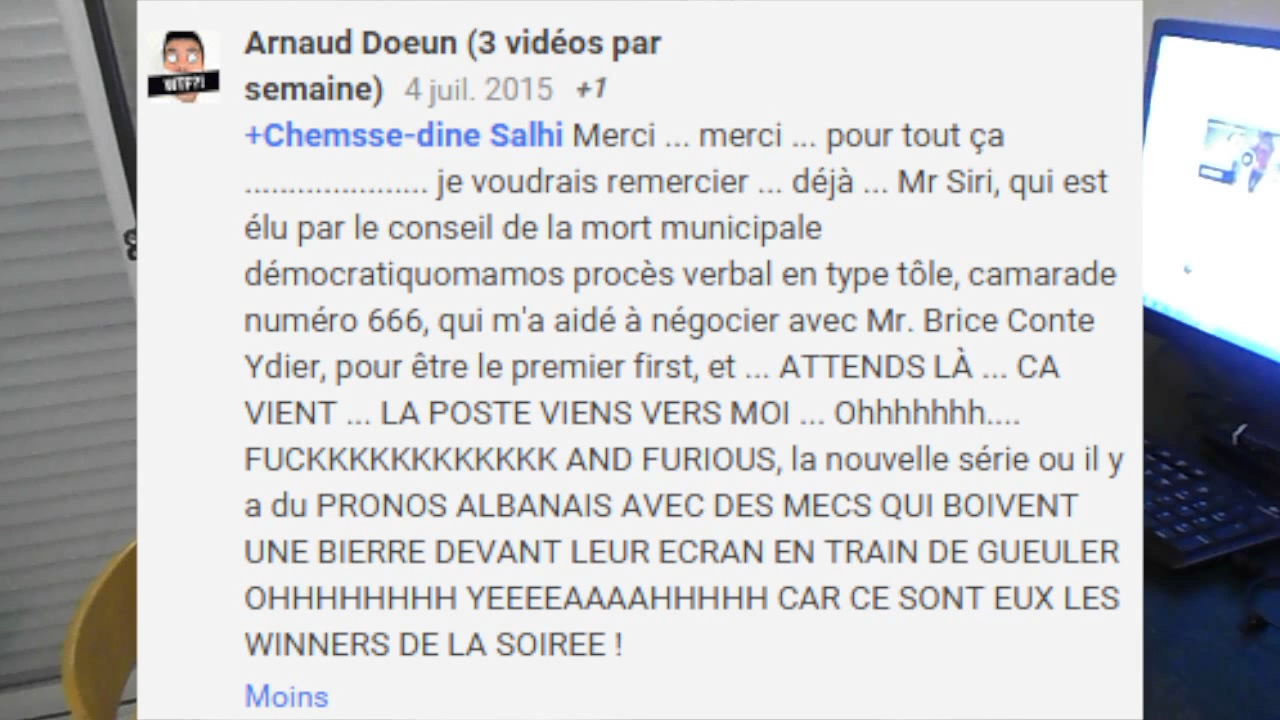 Arnaud Doeun (3 vidéos par
semaine) 4 juil. 2015 +1
+Chemsse-dine Salhi Merci ... merci ... pour tout ça
..................... je voudrais remercier ... déjà ... Mr Siri, qui est
élu par le conseil de la mort municipale
démocratiquomamos procès verbal en type tôle, camarade
numéro 666, qui m'a aidé à négocier avec Mr. Brice Conte
Ydier, pour être le premier first, et ... ATTENDS LÀ ... CA
VIENT ... LA POSTE VIENS VERS MOI ... Ohhhhhhh....
FUCKKKKKKKKKKKK AND FURIOUS, la nouvelle série ou il y
a du PRONOS ALBANAIS AVEC DES MECS QUI BOIVENT
UNE BIERRE DEVANT LEUR ECRAN EN TRAIN DE GUEULER
OHHHHHHHHH YEEEEAAAAHHHHH CAR CE SONT EUX LES
WINNERS DE LA SOIREE !
Moins